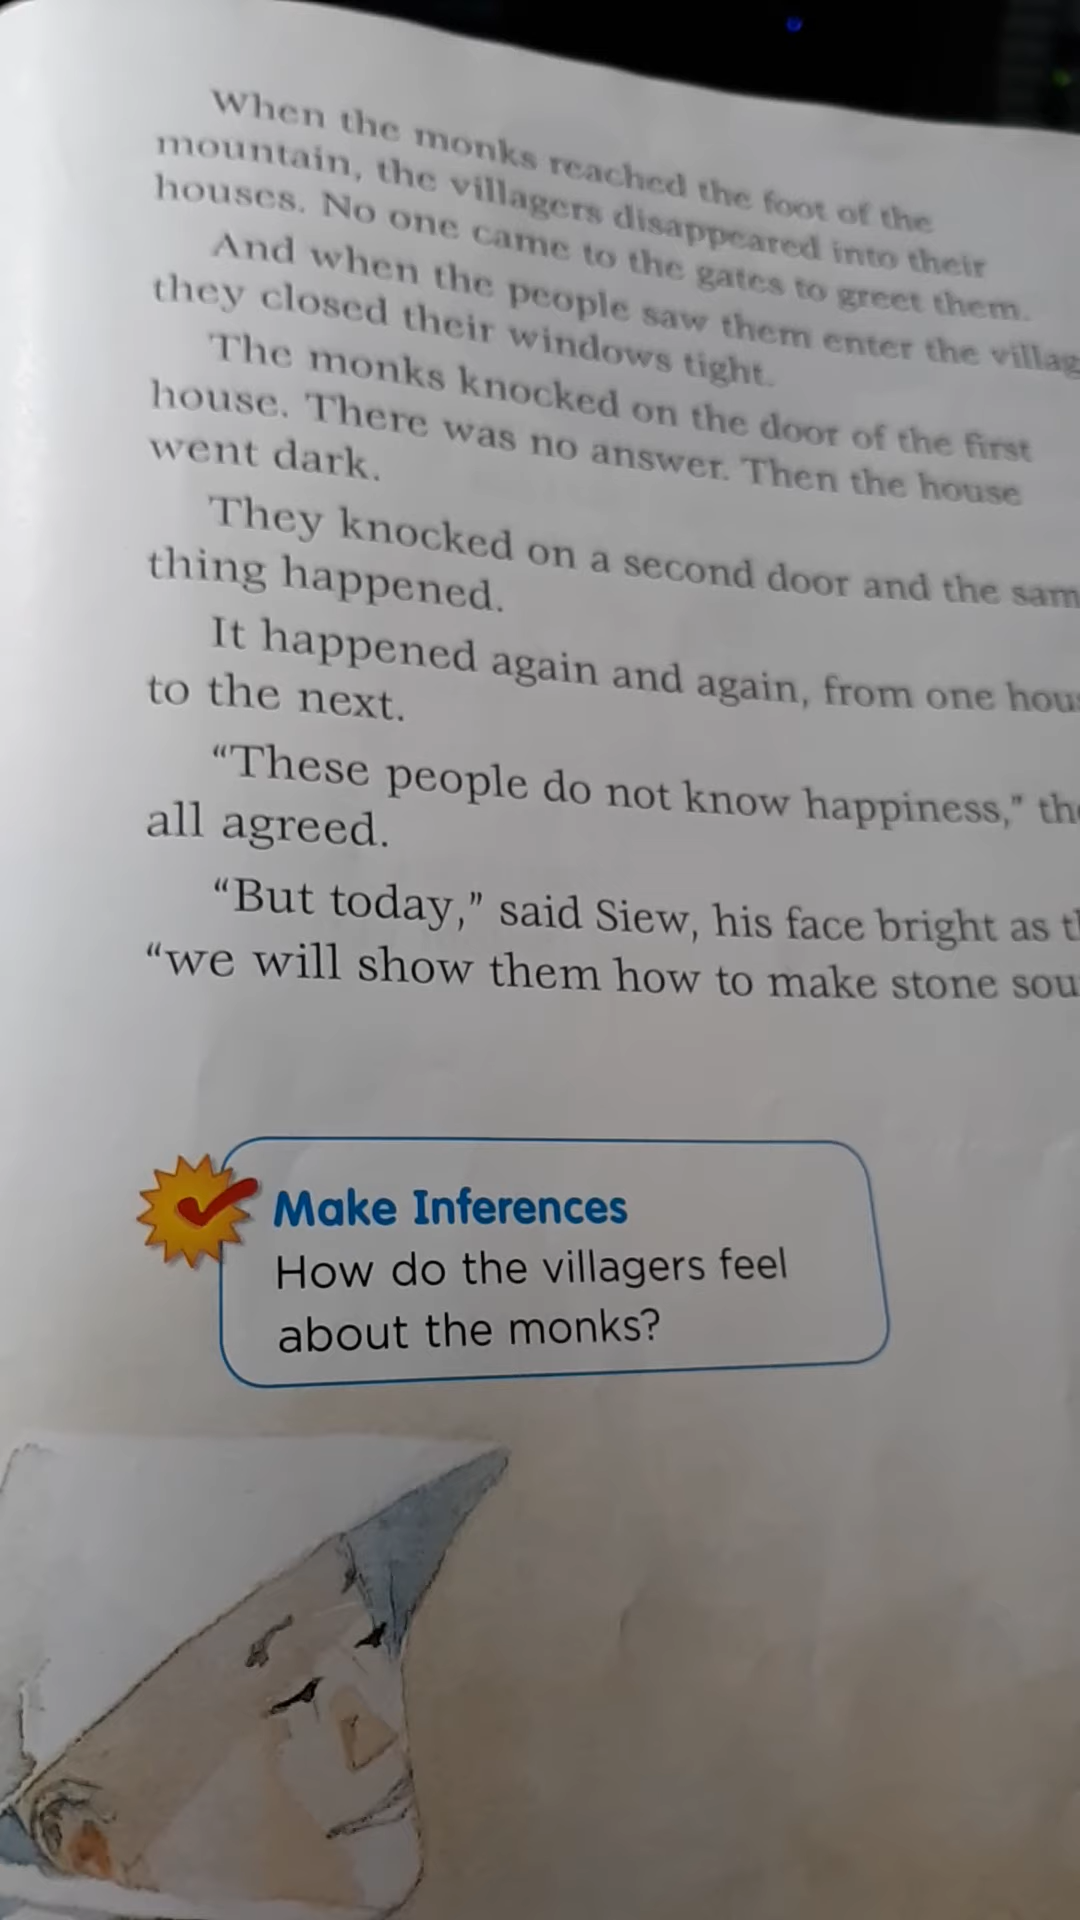 When the monks reached the foot of the
mountain, the villagers disappeared into their
houses. No one came to the gates to greet them.
And when the people saw them enter the villag
they closed their windows tight.
The monks knocked on the door of the first
house. There was no answer. Then the house
went dark.
They knocked on a second door and the sam
thing happened.
It happened again and again, from one hous
to the next.
“These people do not know happiness,” the
all agreed.
“But today,” said Siew, his face bright as th
“we will show them how to make stone sou
Make Inferences
How do the villagers feel
about the monks?